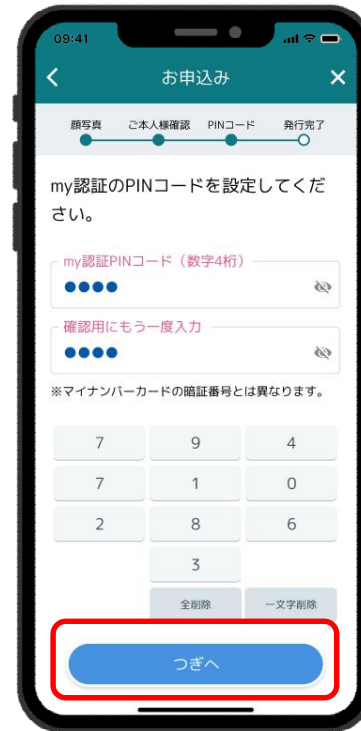 09:41
お申込み
顔写真 ご本人様確認 PINコード 発行完了
my認証のPINコードを設定してくだ
さい。
my認証PINコード（数字4桁）
確認用にもう一度入力
※マイナンバーカードの暗証番号とは異なります。
7 9 4
7 1 0
2 8 6
3
全削除 一文字削除
つぎへ